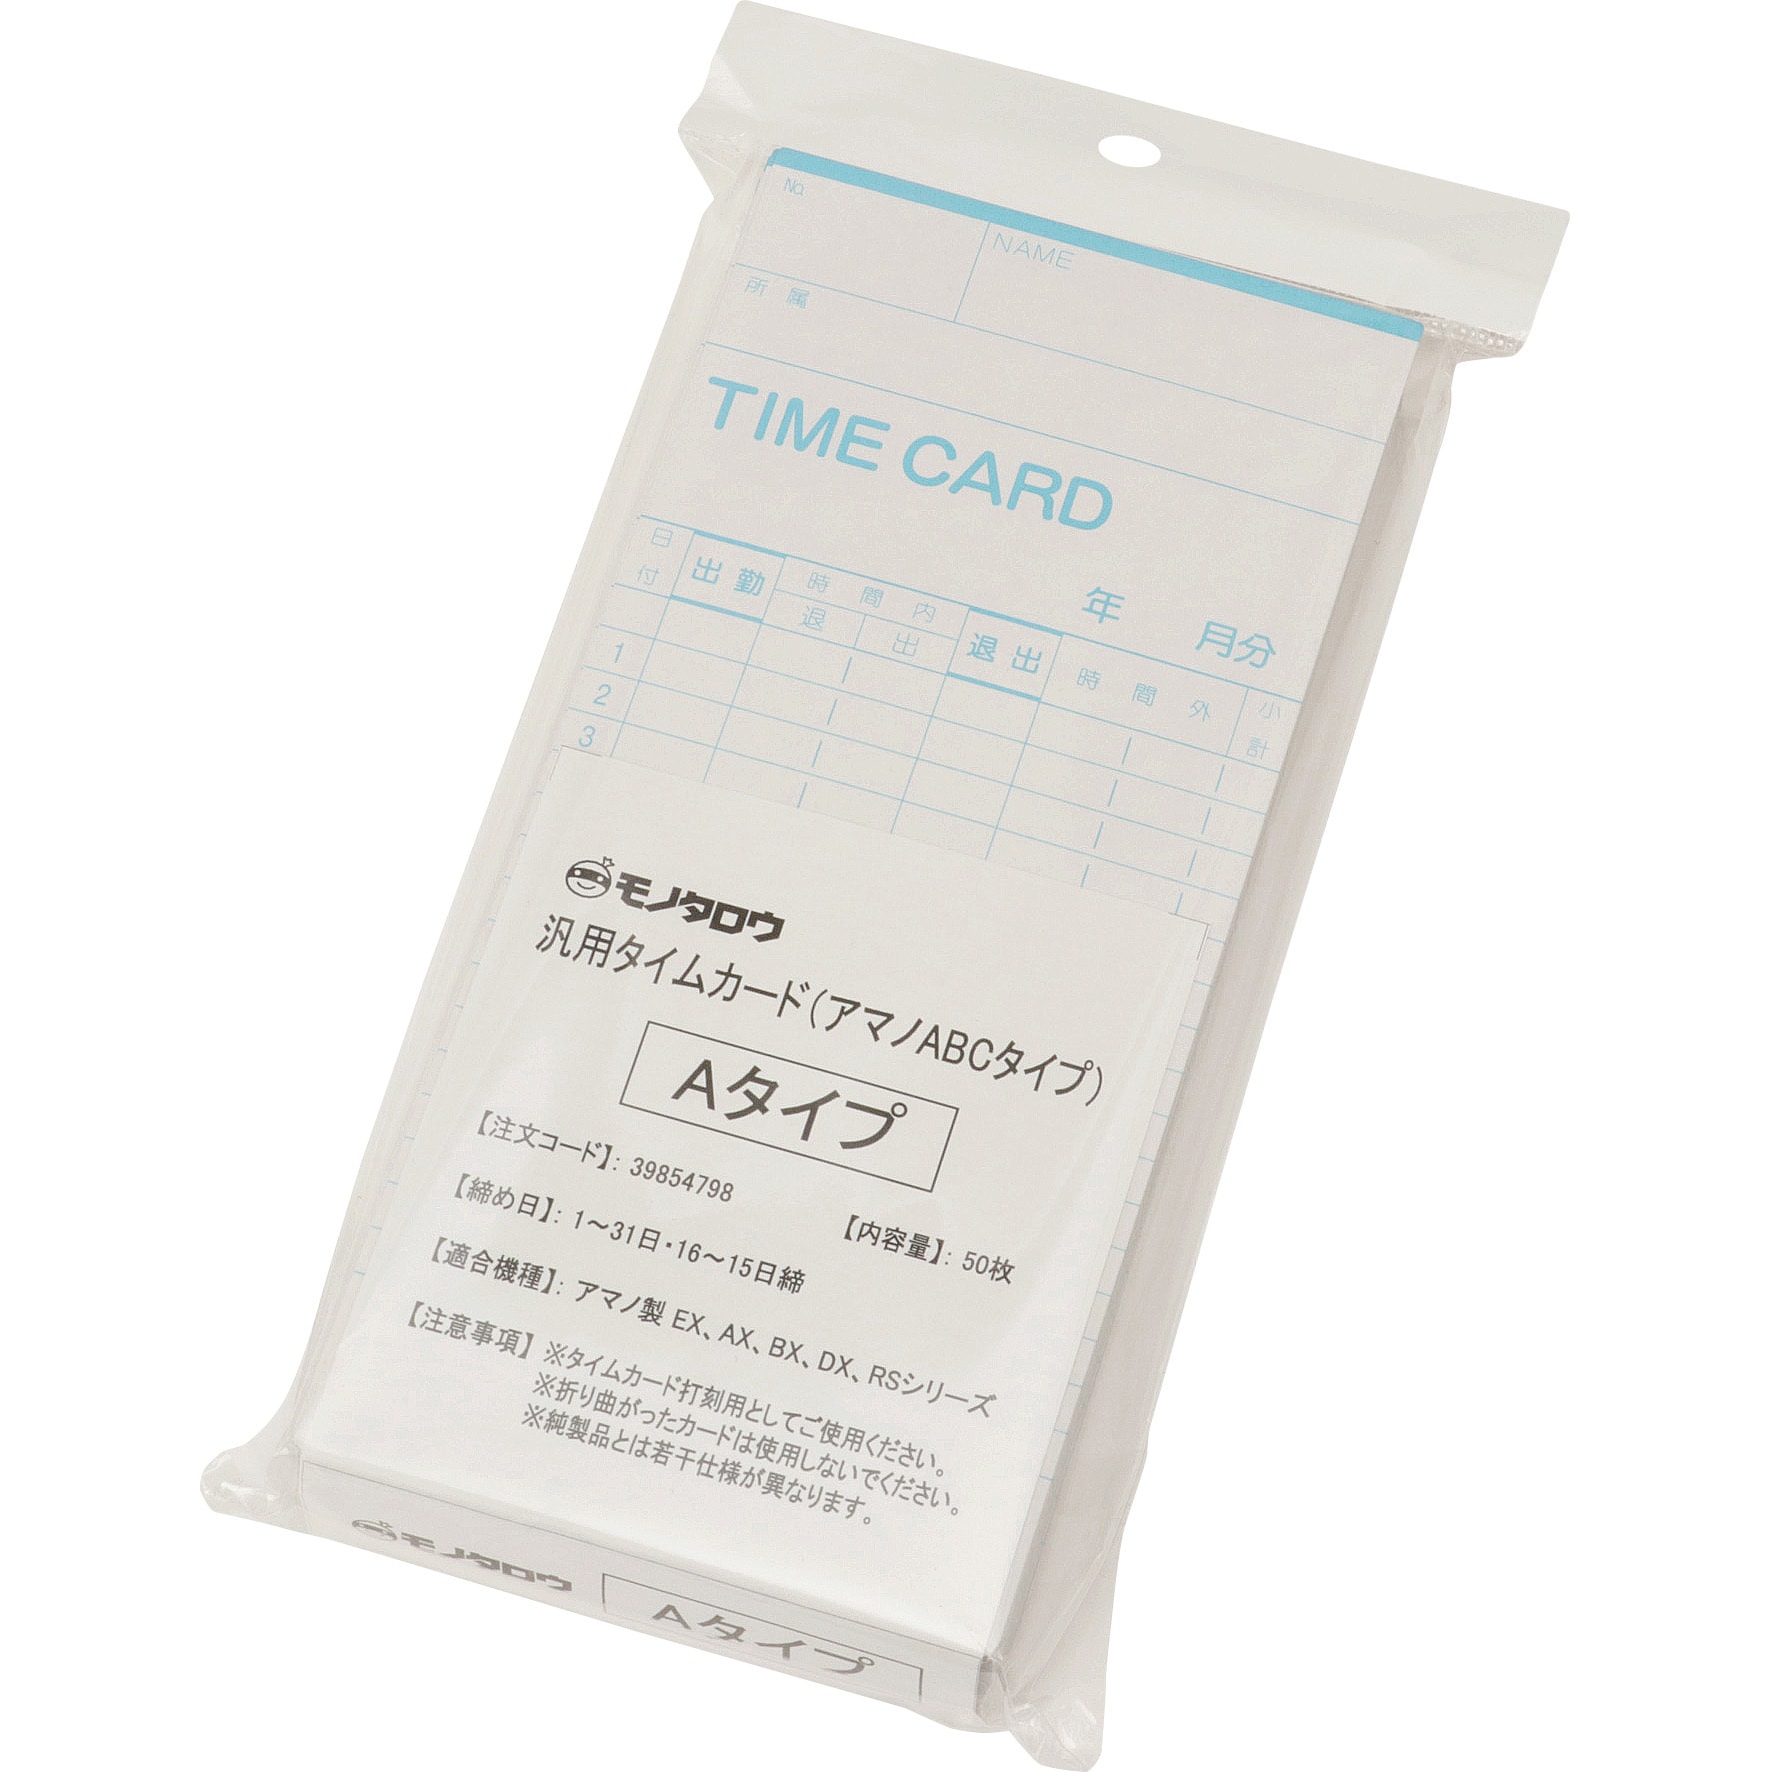 No. NAME
所属
TIME CARD
年 月分
日付 出勤 時間内 退出 時間外 小計
退 出
1
2
3
モノタロウ
汎用タイムカード(アマノABCタイプ)
Aタイプ
【注文コード】: 39854798
【内容量】: 50枚
【締め日】: 1～31日・16～15日締
【適合機種】: アマノ製 EX、AX、BX、DX、RSシリーズ
【注意事項】 ※タイムカード打刻用としてご使用ください。
※折り曲がったカードは使用しないでください。
※純製品とは若干仕様が異なります。
モノタロウ Aタイプ